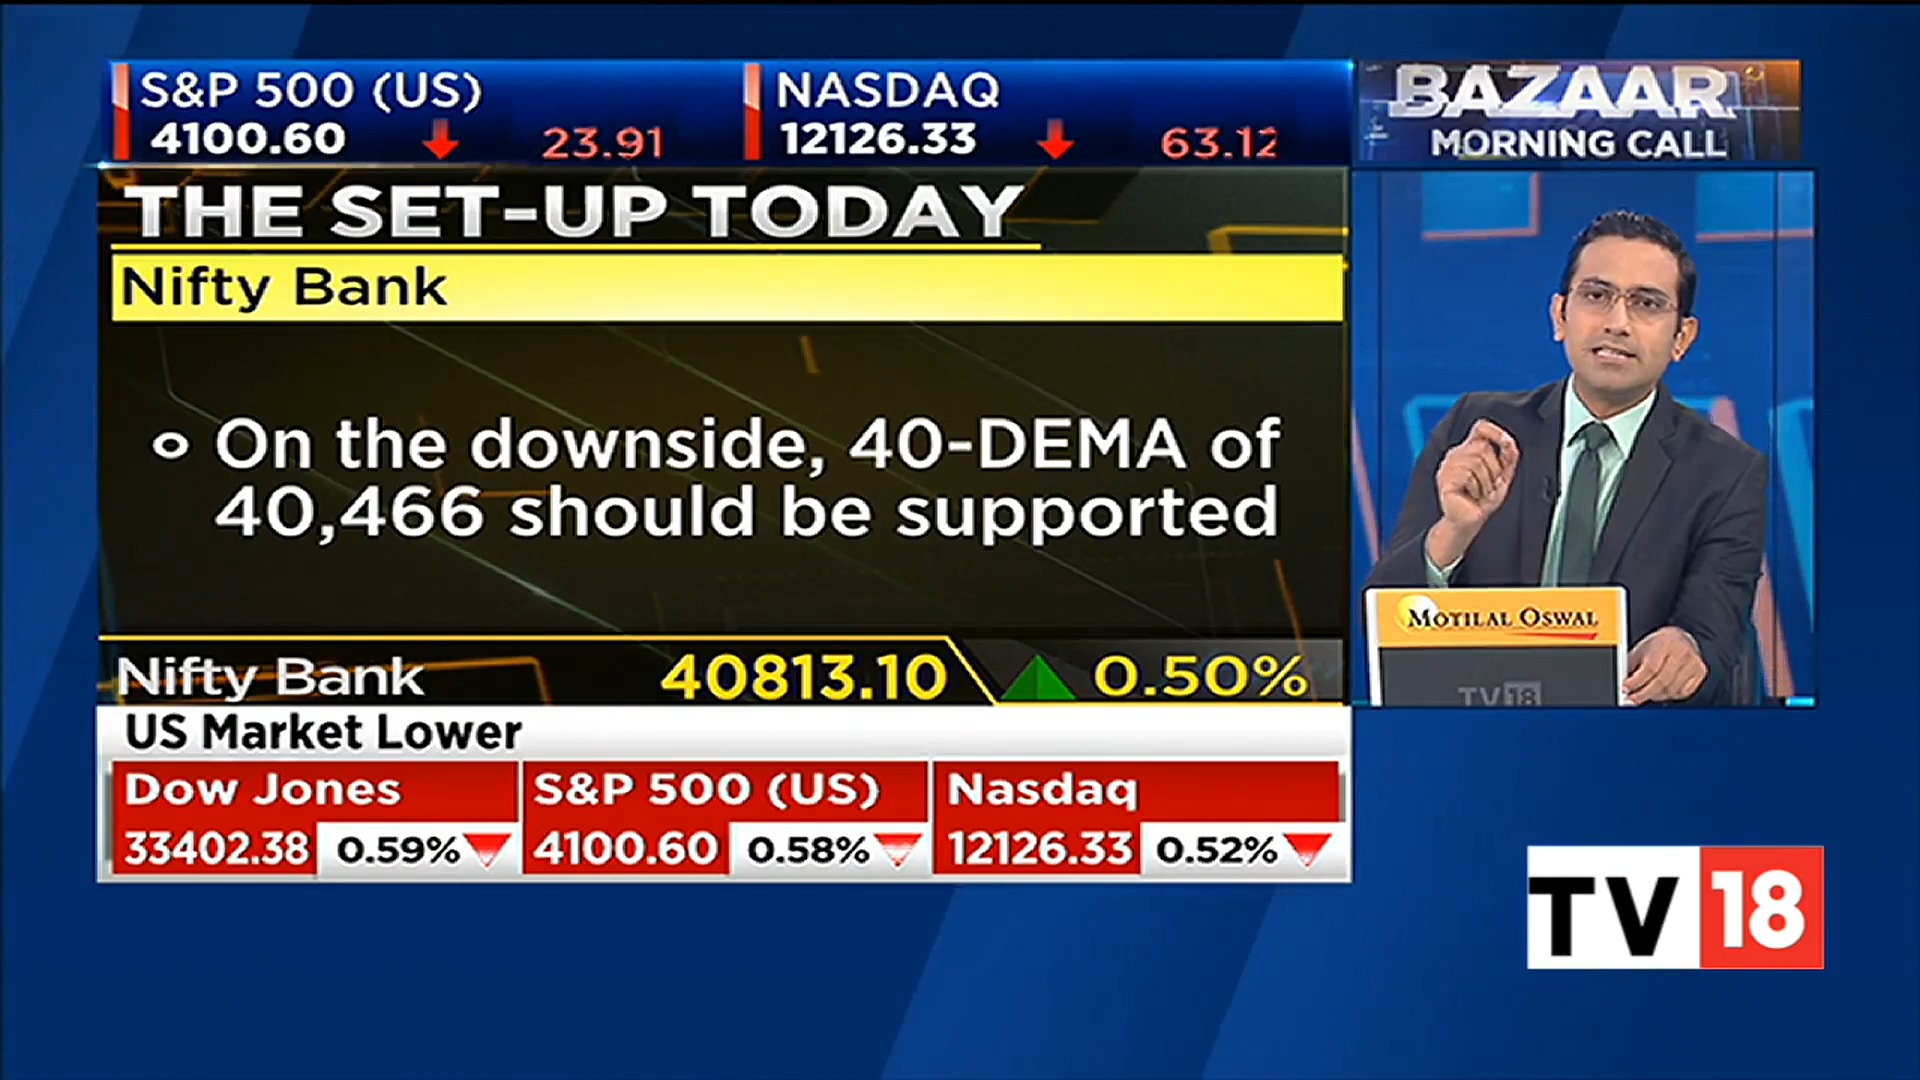 S&P 500 (US)
4100.60 23.91
NASDAQ
12126.33 63.12
BAZAAR
MORNING CALL
THE SET-UP TODAY
Nifty Bank
On the downside, 40-DEMA of
40,466 should be supported
Nifty Bank 40813.10 0.50%
MOTILAL OSWAL
TV18
US Market Lower
Dow Jones
33402.38 0.59%
S&P 500 (US)
4100.60 0.58%
Nasdaq
12126.33 0.52%
TV18